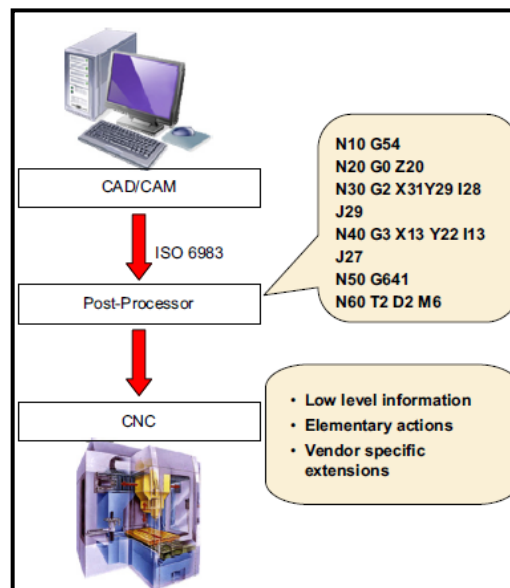 CAD/CAM
ISO 6983
Post-Processor
CNC
N10 G54
N20 G0 Z20
N30 G2 X31Y29 I28
J29
N40 G3 X13 Y22 I13
J27
N50 G641
N60 T2 D2 M6
• Low level information
• Elementary actions
• Vendor specific
extensions